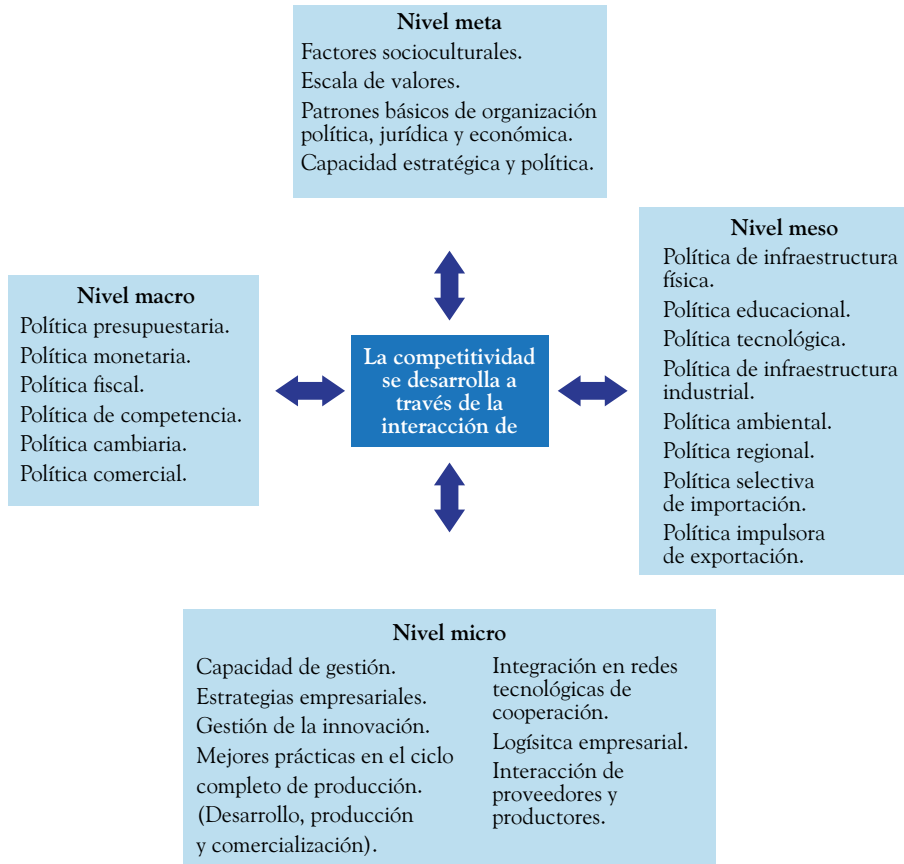 Nivel meta
Factores socioculturales.
Escala de valores.
Patrones básicos de organización
política, jurídica y económica.
Capacidad estratégica y política.
Nivel macro
Política presupuestaria.
Política monetaria.
Política fiscal.
Política de competencia.
Política cambiaria.
Política comercial.
La competitividad
se desarrolla a
través de la
interacción de
Nivel meso
Política de infraestructura
física.
Política educacional.
Política tecnológica.
Política de infraestructura
industrial.
Política ambiental.
Política regional.
Política selectiva
de importación.
Política impulsora
de exportación.
Nivel micro
Capacidad de gestión.
Estrategias empresariales.
Gestión de la innovación.
Mejores prácticas en el ciclo
completo de producción.
(Desarrollo, producción
y comercialización).
Integración en redes
tecnológicas de
cooperación.
Logísitca empresarial.
Interacción de
proveedores y
productores.